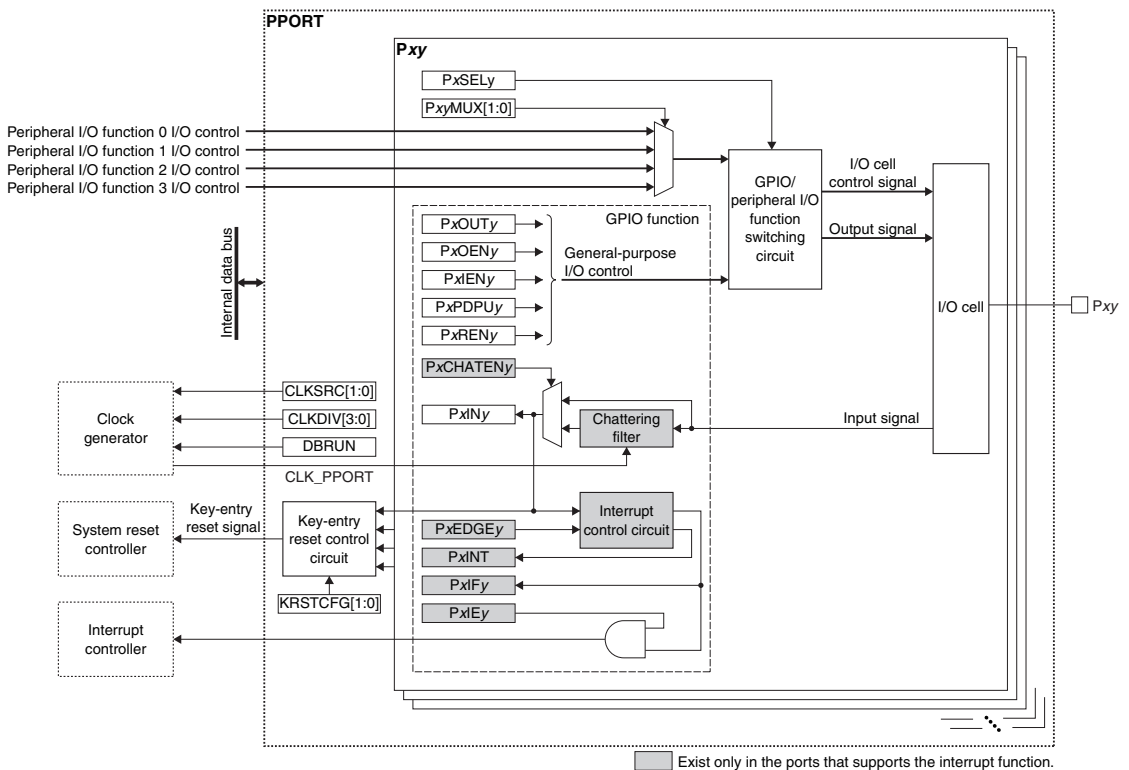 PPORT
Pxy
PxSELy
PxyMUX[1:0]
Peripheral I/O function 0 I/O control
Peripheral I/O function 1 I/O control
Peripheral I/O function 2 I/O control
Peripheral I/O function 3 I/O control
GPIO/
peripheral I/O
function
switching
circuit
I/O cell
control signal
Output signal
I/O cell
Pxy
Internal data bus
GPIO function
PxOUTy
PxOENy
PxIENy
PxPDPUy
PxRENy
General-purpose
I/O control
PxCHATENy
PxINy
Chattering
filter
Input signal
Clock
generator
CLKSRC[1:0]
CLKDIV[3:0]
DBRUN
CLK_PPORT
System reset
controller
Key-entry
reset signal
Key-entry
reset control
circuit
KRSTCFG[1:0]
Interrupt
control circuit
PxEDGEy
PxINT
PxIFy
PxIEy
Interrupt
controller
Exist only in the ports that supports the interrupt function.